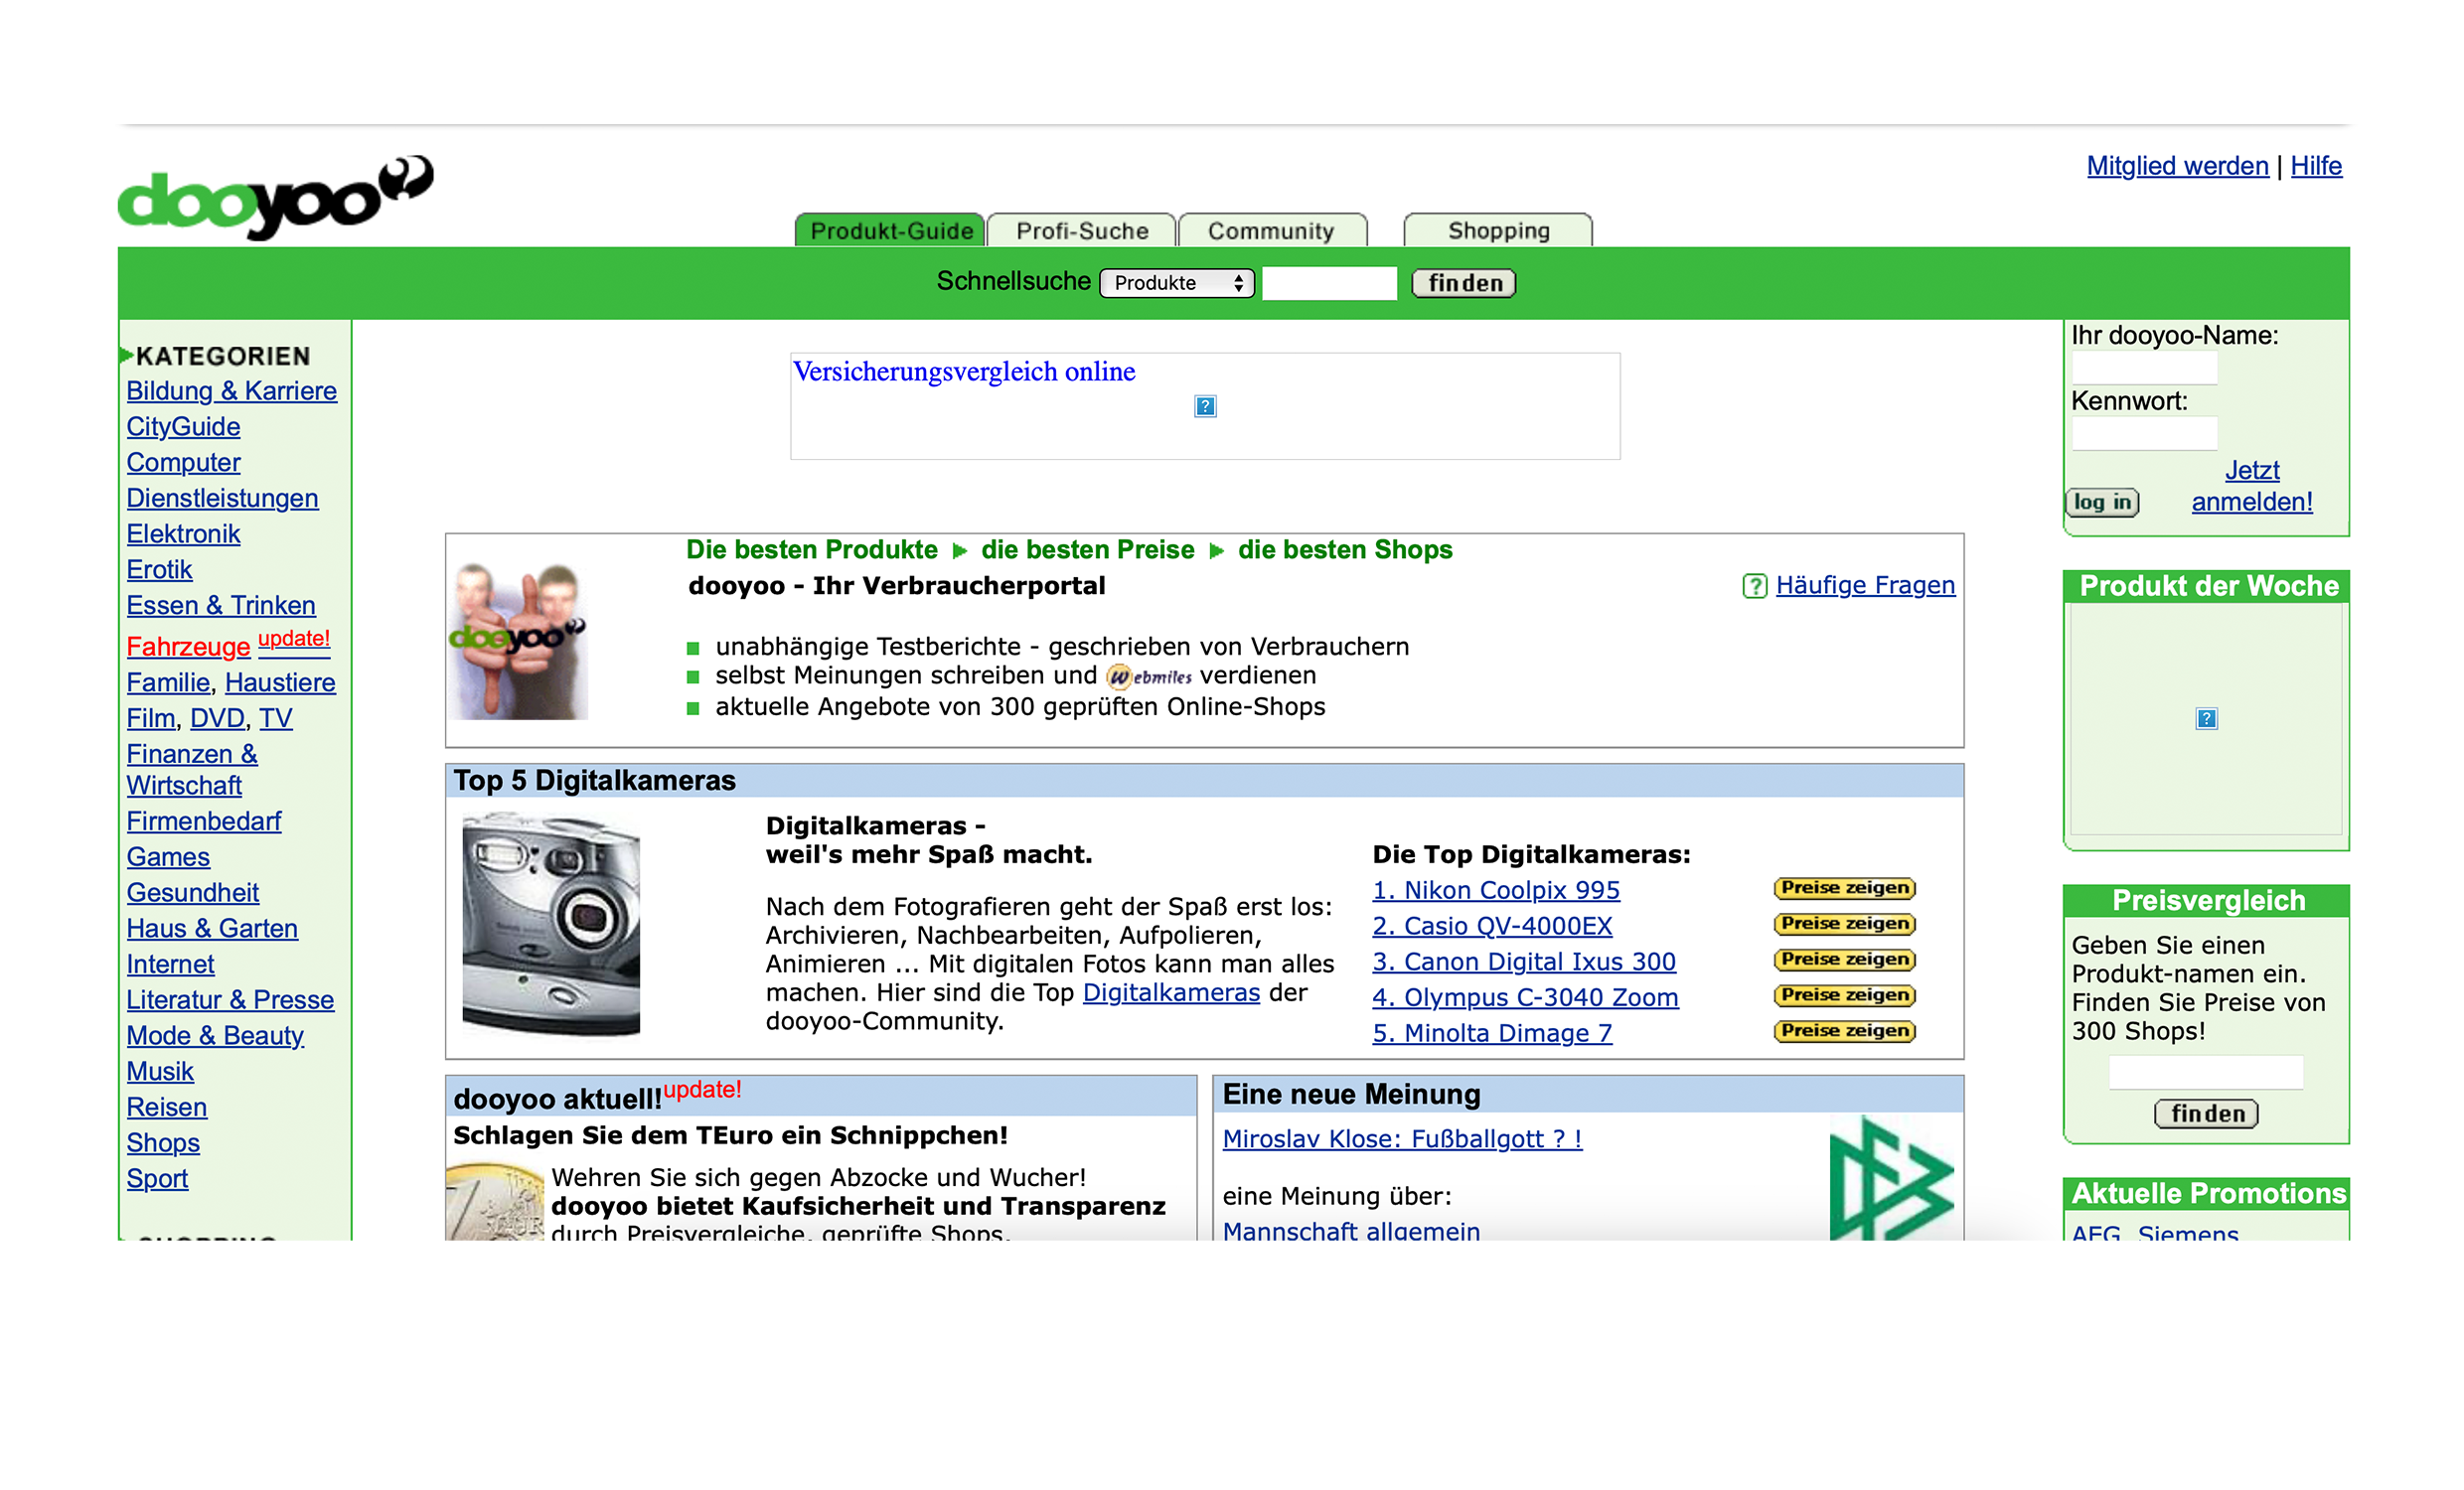 dooyoo
Mitglied werden | Hilfe
Produkt-Guide Profi-Suche Community Shopping
Schnellsuche Produkte finden
KATEGORIEN
Bildung & Karriere
CityGuide
Computer
Dienstleistungen
Elektronik
Erotik
Essen & Trinken
Fahrzeuge update!
Familie, Haustiere
Film, DVD, TV
Finanzen &
Wirtschaft
Firmenbedarf
Games
Gesundheit
Haus & Garten
Internet
Literatur & Presse
Mode & Beauty
Musik
Reisen
Shops
Sport
SHOPPING
Versicherungsvergleich online
Die besten Produkte die besten Preise die besten Shops
dooyoo - Ihr Verbraucherportal
? Häufige Fragen
dooyoo
unabhängige Testberichte - geschrieben von Verbrauchern
selbst Meinungen schreiben und Webmiles verdienen
aktuelle Angebote von 300 geprüften Online-Shops
Top 5 Digitalkameras
Digitalkameras -
weil's mehr Spaß macht.
Nach dem Fotografieren geht der Spaß erst los:
Archivieren, Nachbearbeiten, Aufpolieren,
Animieren ... Mit digitalen Fotos kann man alles
machen. Hier sind die Top Digitalkameras der
dooyoo-Community.
Die Top Digitalkameras:
1. Nikon Coolpix 995 Preise zeigen
2. Casio QV-4000EX Preise zeigen
3. Canon Digital Ixus 300 Preise zeigen
4. Olympus C-3040 Zoom Preise zeigen
5. Minolta Dimage 7 Preise zeigen
dooyoo aktuell! update!
Schlagen Sie dem TEuro ein Schnippchen!
Wehren Sie sich gegen Abzocke und Wucher!
dooyoo bietet Kaufsicherheit und Transparenz
durch Preisvergleiche, geprüfte Shops,
Eine neue Meinung
Miroslav Klose: Fußballgott ? !
eine Meinung über:
Mannschaft allgemein
DFB
Ihr dooyoo-Name:
Kennwort:
log in
Jetzt
anmelden!
Produkt der Woche
Preisvergleich
Geben Sie einen
Produkt-namen ein.
Finden Sie Preise von
300 Shops!
finden
Aktuelle Promotions
AEG, Siemens